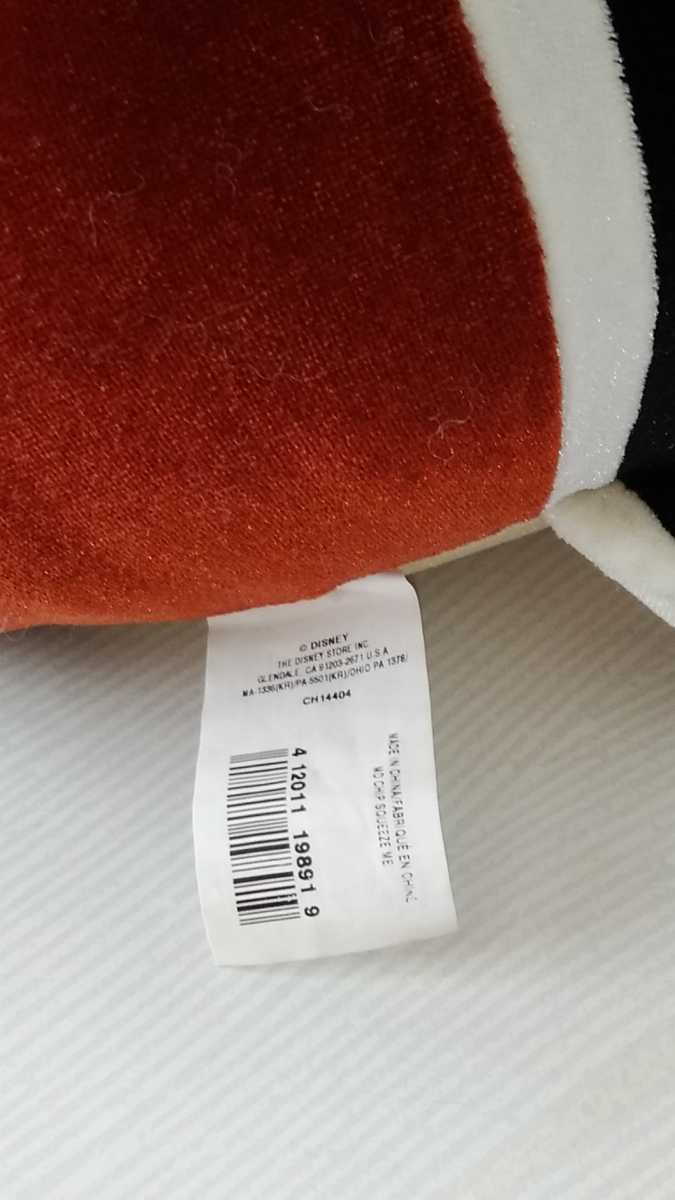 © DISNEY
THE DISNEY STORE INC.
GLENDALE, CA 91203-2671 U.S.A
MA-1336(KR)/PA-5501(KR)/OHIO PA 1376/
CH14404
4 12011 19891 9
MADE IN CHINA/FABRIQUÉ EN CHINE
MD CHIP SQUEEZE ME